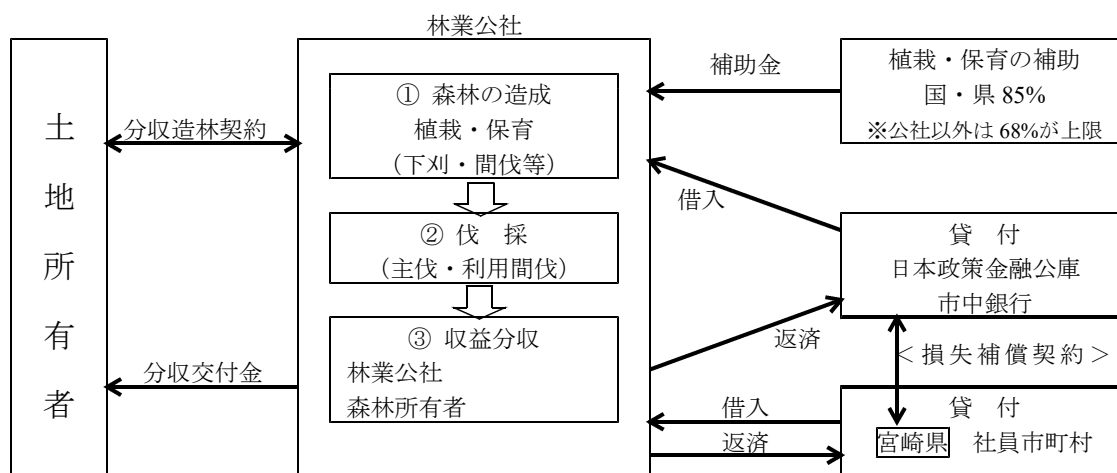 林業公社
土地所有者
分収造林契約
分収交付金
① 森林の造成
植栽・保育
(下刈・間伐等)
② 伐　採
(主伐・利用間伐)
③ 収益分収
林業公社
森林所有者
補助金
借入
返済
借入
返済
植栽・保育の補助
国・県 85%
※公社以外は 68%が上限
貸　付
日本政策金融公庫
市中銀行
＜損失補償契約＞
貸　付
宮崎県　社員市町村